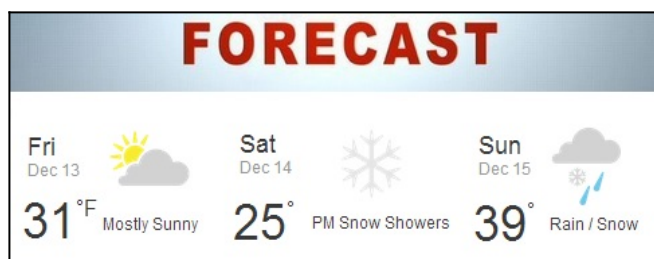 FORECAST
Fri
Dec 13
31°F Mostly Sunny
Sat
Dec 14
25° PM Snow Showers
Sun
Dec 15
39° Rain / Snow